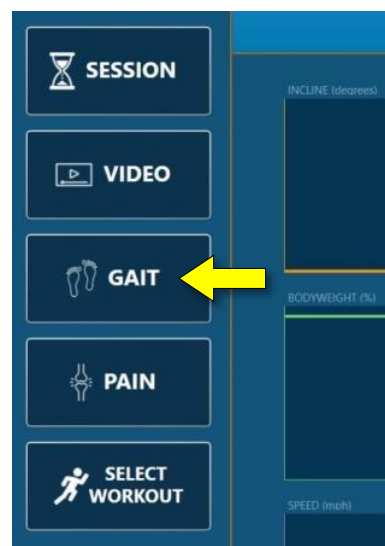 SESSION
VIDEO
GAIT
PAIN
SELECT
WORKOUT
INCLINE (degrees)
BODYWEIGHT (%)
SPEED (mph)